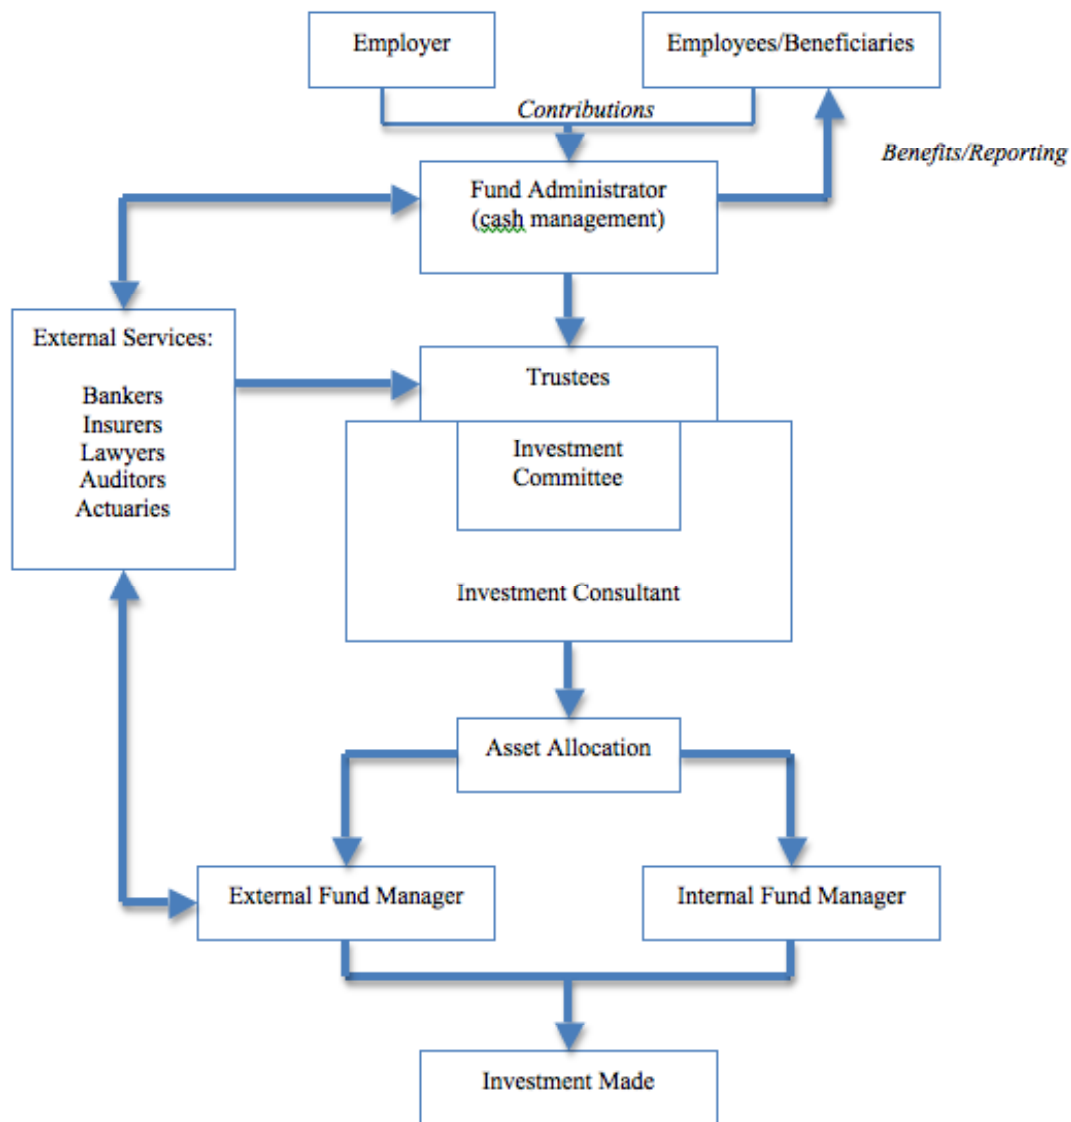 Employer
Employees/Beneficiaries
Contributions
Benefits/Reporting
Fund Administrator
(cash management)
External Services:
Bankers
Insurers
Lawyers
Auditors
Actuaries
Trustees
Investment
Committee
Investment Consultant
Asset Allocation
External Fund Manager
Internal Fund Manager
Investment Made